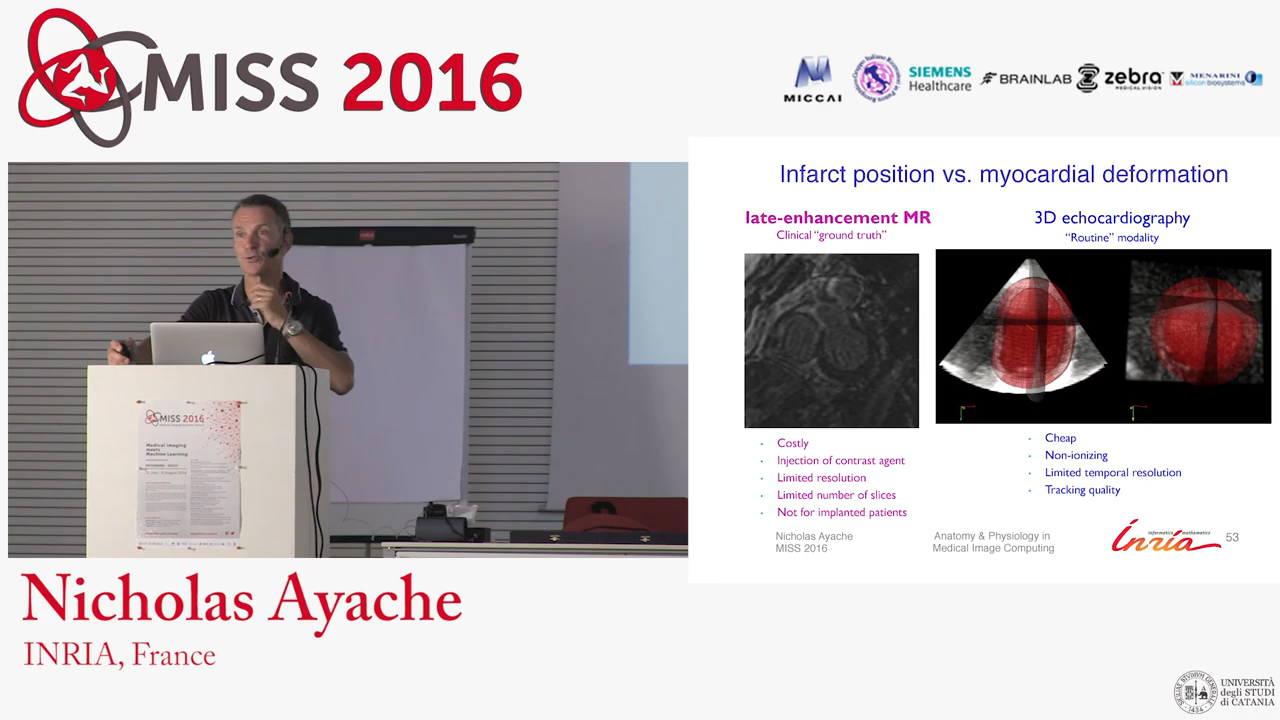 MISS 2016
MICCAI
SIEMENS
Healthcare
BRAINLAB
zebra
MEDICAL VISION
MENARINI
silicon biosystems
Infarct position vs. myocardial deformation
late-enhancement MR
Clinical “ground truth”
3D echocardiography
“Routine” modality
• Costly
• Injection of contrast agent
• Limited resolution
• Limited number of slices
• Not for implanted patients
• Cheap
• Non-ionizing
• Limited temporal resolution
• Tracking quality
Nicholas Ayache
MISS 2016
Anatomy & Physiology in
Medical Image Computing
informatics mathematics
Inria
53
MISS 2016
Medical Imaging
meets
Machine Learning
Nicholas Ayache
INRIA, France
UNIVERSITÀ
degli STUDI
di CATANIA